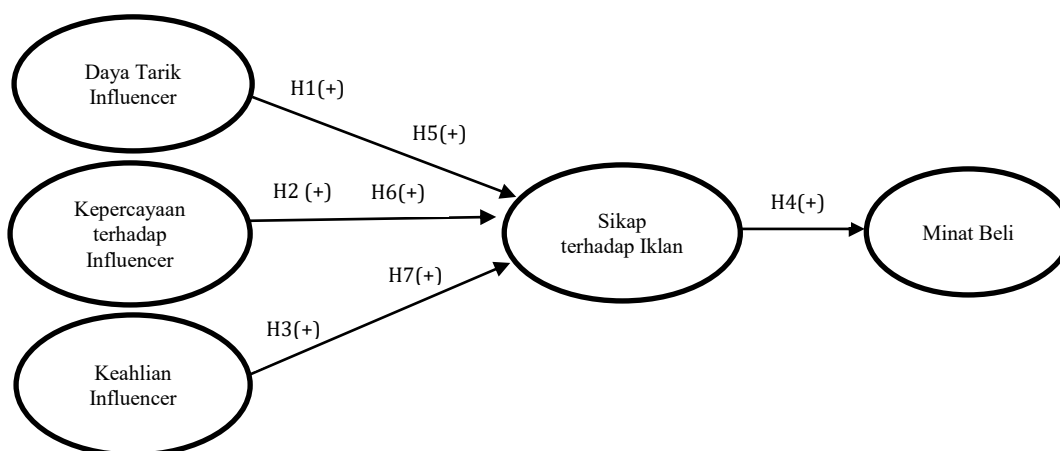 Daya Tarik
Influencer
H1(+)
H5(+)
Kepercayaan
terhadap
Influencer
H2 (+)
H6(+)
Sikap
terhadap Iklan
H4(+)
Minat Beli
H7(+)
H3(+)
Keahlian
Influencer